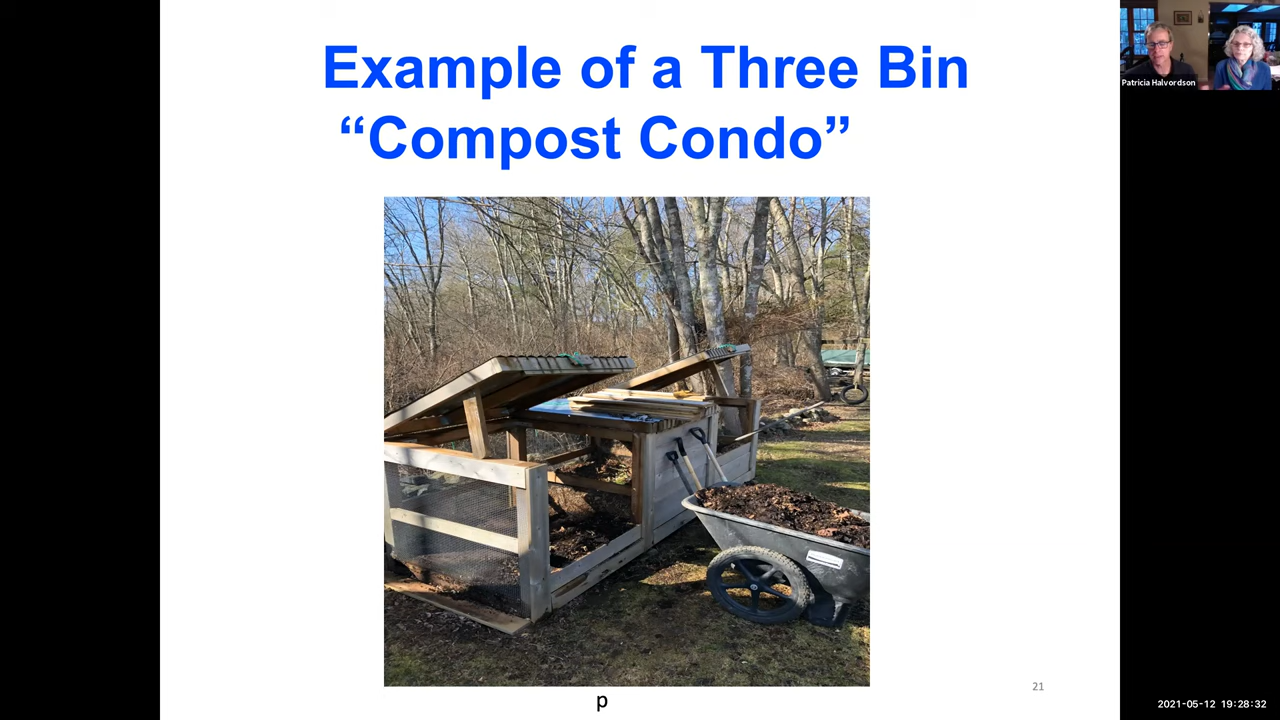 Example of a Three Bin
“Compost Condo”
Patricia Halvordson
p
21
2021-05-12 19:28:32